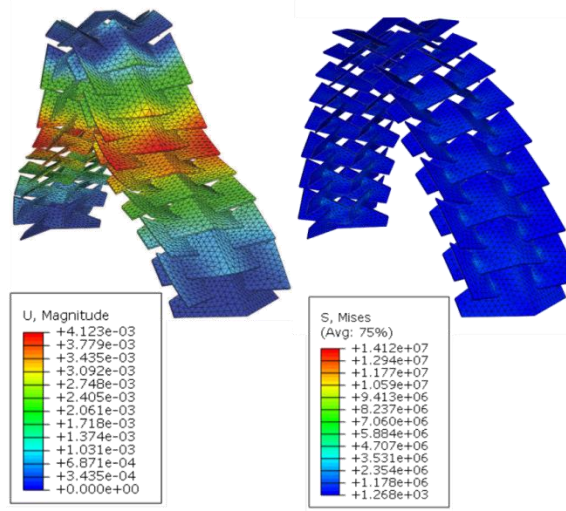 U, Magnitude
+4.123e-03
+3.779e-03
+3.435e-03
+3.092e-03
+2.748e-03
+2.405e-03
+2.061e-03
+1.718e-03
+1.374e-03
+1.031e-03
+6.871e-04
+3.435e-04
+0.000e+00
S, Mises
(Avg: 75%)
+1.412e+07
+1.294e+07
+1.177e+07
+1.059e+07
+9.413e+06
+8.237e+06
+7.060e+06
+5.884e+06
+4.707e+06
+3.531e+06
+2.354e+06
+1.178e+06
+1.268e+03